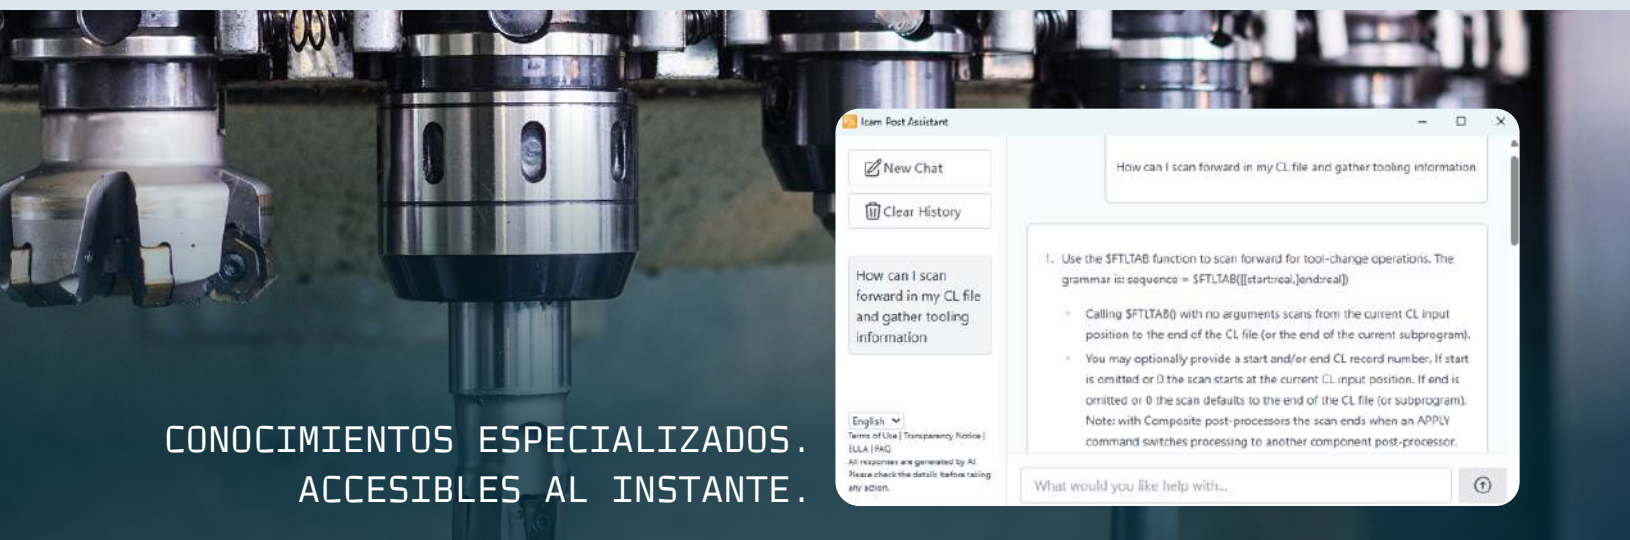 CONOCIMIENTOS ESPECIALIZADOS.
ACCESIBLES AL INSTANTE.
Icam Post Assistant
New Chat
Clear History
How can I scan
forward in my CL file
and gather tooling
information
English
Terms of Use | Transparency Notice |
EULA | FAQ
All responses are generated by AI.
Please check the details before taking
any action.
How can I scan forward in my CL file and gather tooling information
1. Use the $FTLTAB function to scan forward for tool-change operations. The
grammar is: sequence = $FTLTAB([[start:real,]end:real])
Calling $FTLTAB() with no arguments scans from the current CL input
position to the end of the CL file (or the end of the current subprogram).
You may optionally provide a start and/or end CL record number. If start
is omitted or 0 the scan starts at the current CL input position. If end is
omitted or 0 the scan defaults to the end of the CL file (or subprogram).
Note: with Composite post-processors the scan ends when an APPLY
command switches processing to another component post-processor.
What would you like help with...